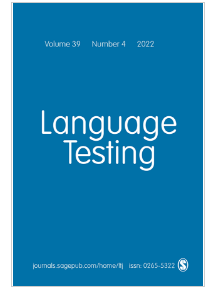 Volume 39 Number 4 2022
Language
Testing
journals.sagepub.com/home/ltj issn: 0265-5322